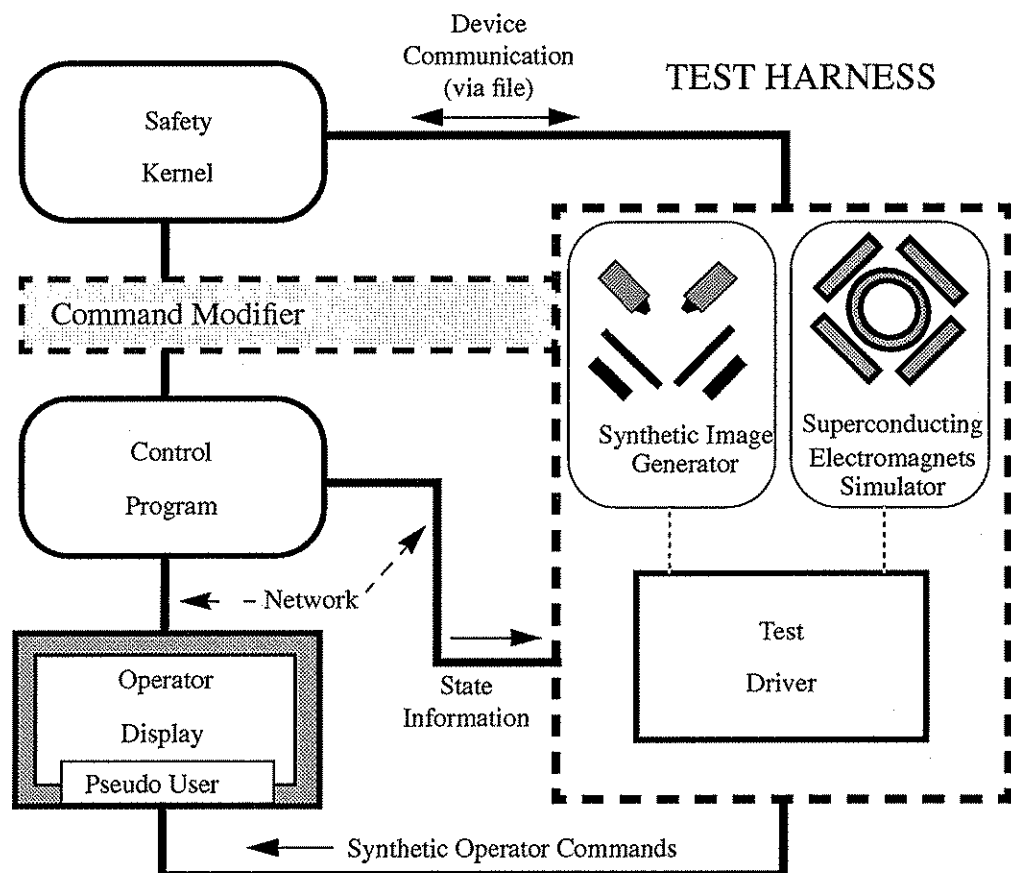 Device
Communication
(via file)
TEST HARNESS
Safety
Kernel
Command Modifier
Control
Program
Synthetic Image
Generator
Superconducting
Electromagnets
Simulator
Network
Test
Driver
Operator
Display
Pseudo User
State
Information
Synthetic Operator Commands